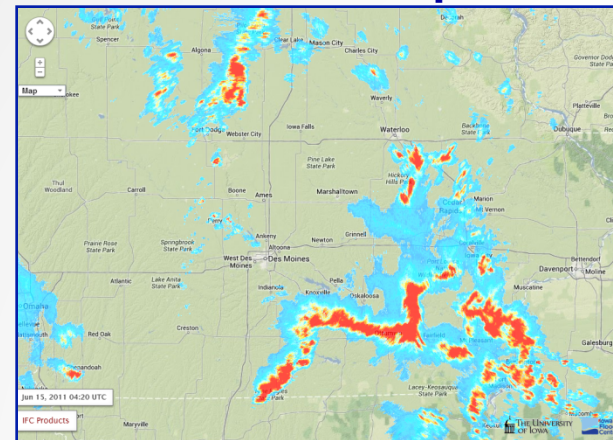 State Park
Spencer
Algona
Clear Lake
Mason City
Charles City
Decorah
Governor Dodge
State Park
Map
Waverly
Platteville
Fort Dodge
Webster City
Iowa Falls
Waterloo
Backbone
State Park
Dubuque
Pine Lake
State Park
Hickory
Hills Park
Thul
Woodland
Carroll
Boone
Ames
Marshalltown
Cedar
Rapids
Marion
Mt Vernon
Perry
Prairie Rose
State Park
Springbrook
State Park
Ankeny
Altoona
Newton
Grinnell
West Des
Moines
Des Moines
Davenport
Bettendorf
Moline
Atlantic
Lake Anita
State Park
Indianola
Pella
Knoxville
Oskaloosa
Muscatine
Omaha
Red Oak
Creston
Fairfield
Mt Pleasant
Galesburg
Shenandoah
Park
Lacey-Keosauqua
State Park
Jun 15, 2011 04:20 UTC
IFC Products
Maryville
Macomb
THE UNIVERSITY
OF IOWA